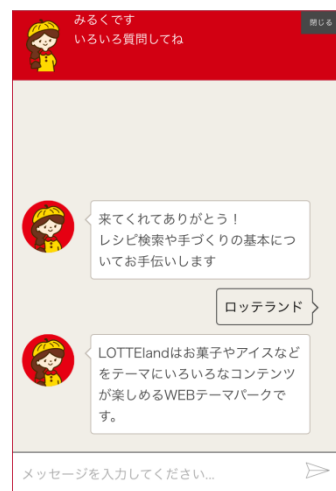 みるくです
いろいろ質問してね
閉じる
来てくれてありがとう！
レシピ検索や手づくりの基本につ
いてお手伝いします
ロッテランド
LOTTElandはお菓子やアイスなど
をテーマにいろいろなコンテンツ
が楽しめるWEBテーマパークで
す。
メッセージを入力してください...